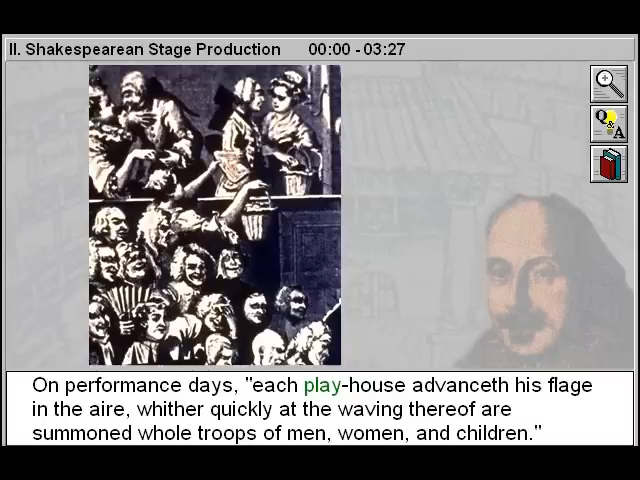 II. Shakespearean Stage Production 00:00 - 03:27
Q & A
On performance days, "each play-house advanceth his flage
in the aire, whither quickly at the waving thereof are
summoned whole troops of men, women, and children."